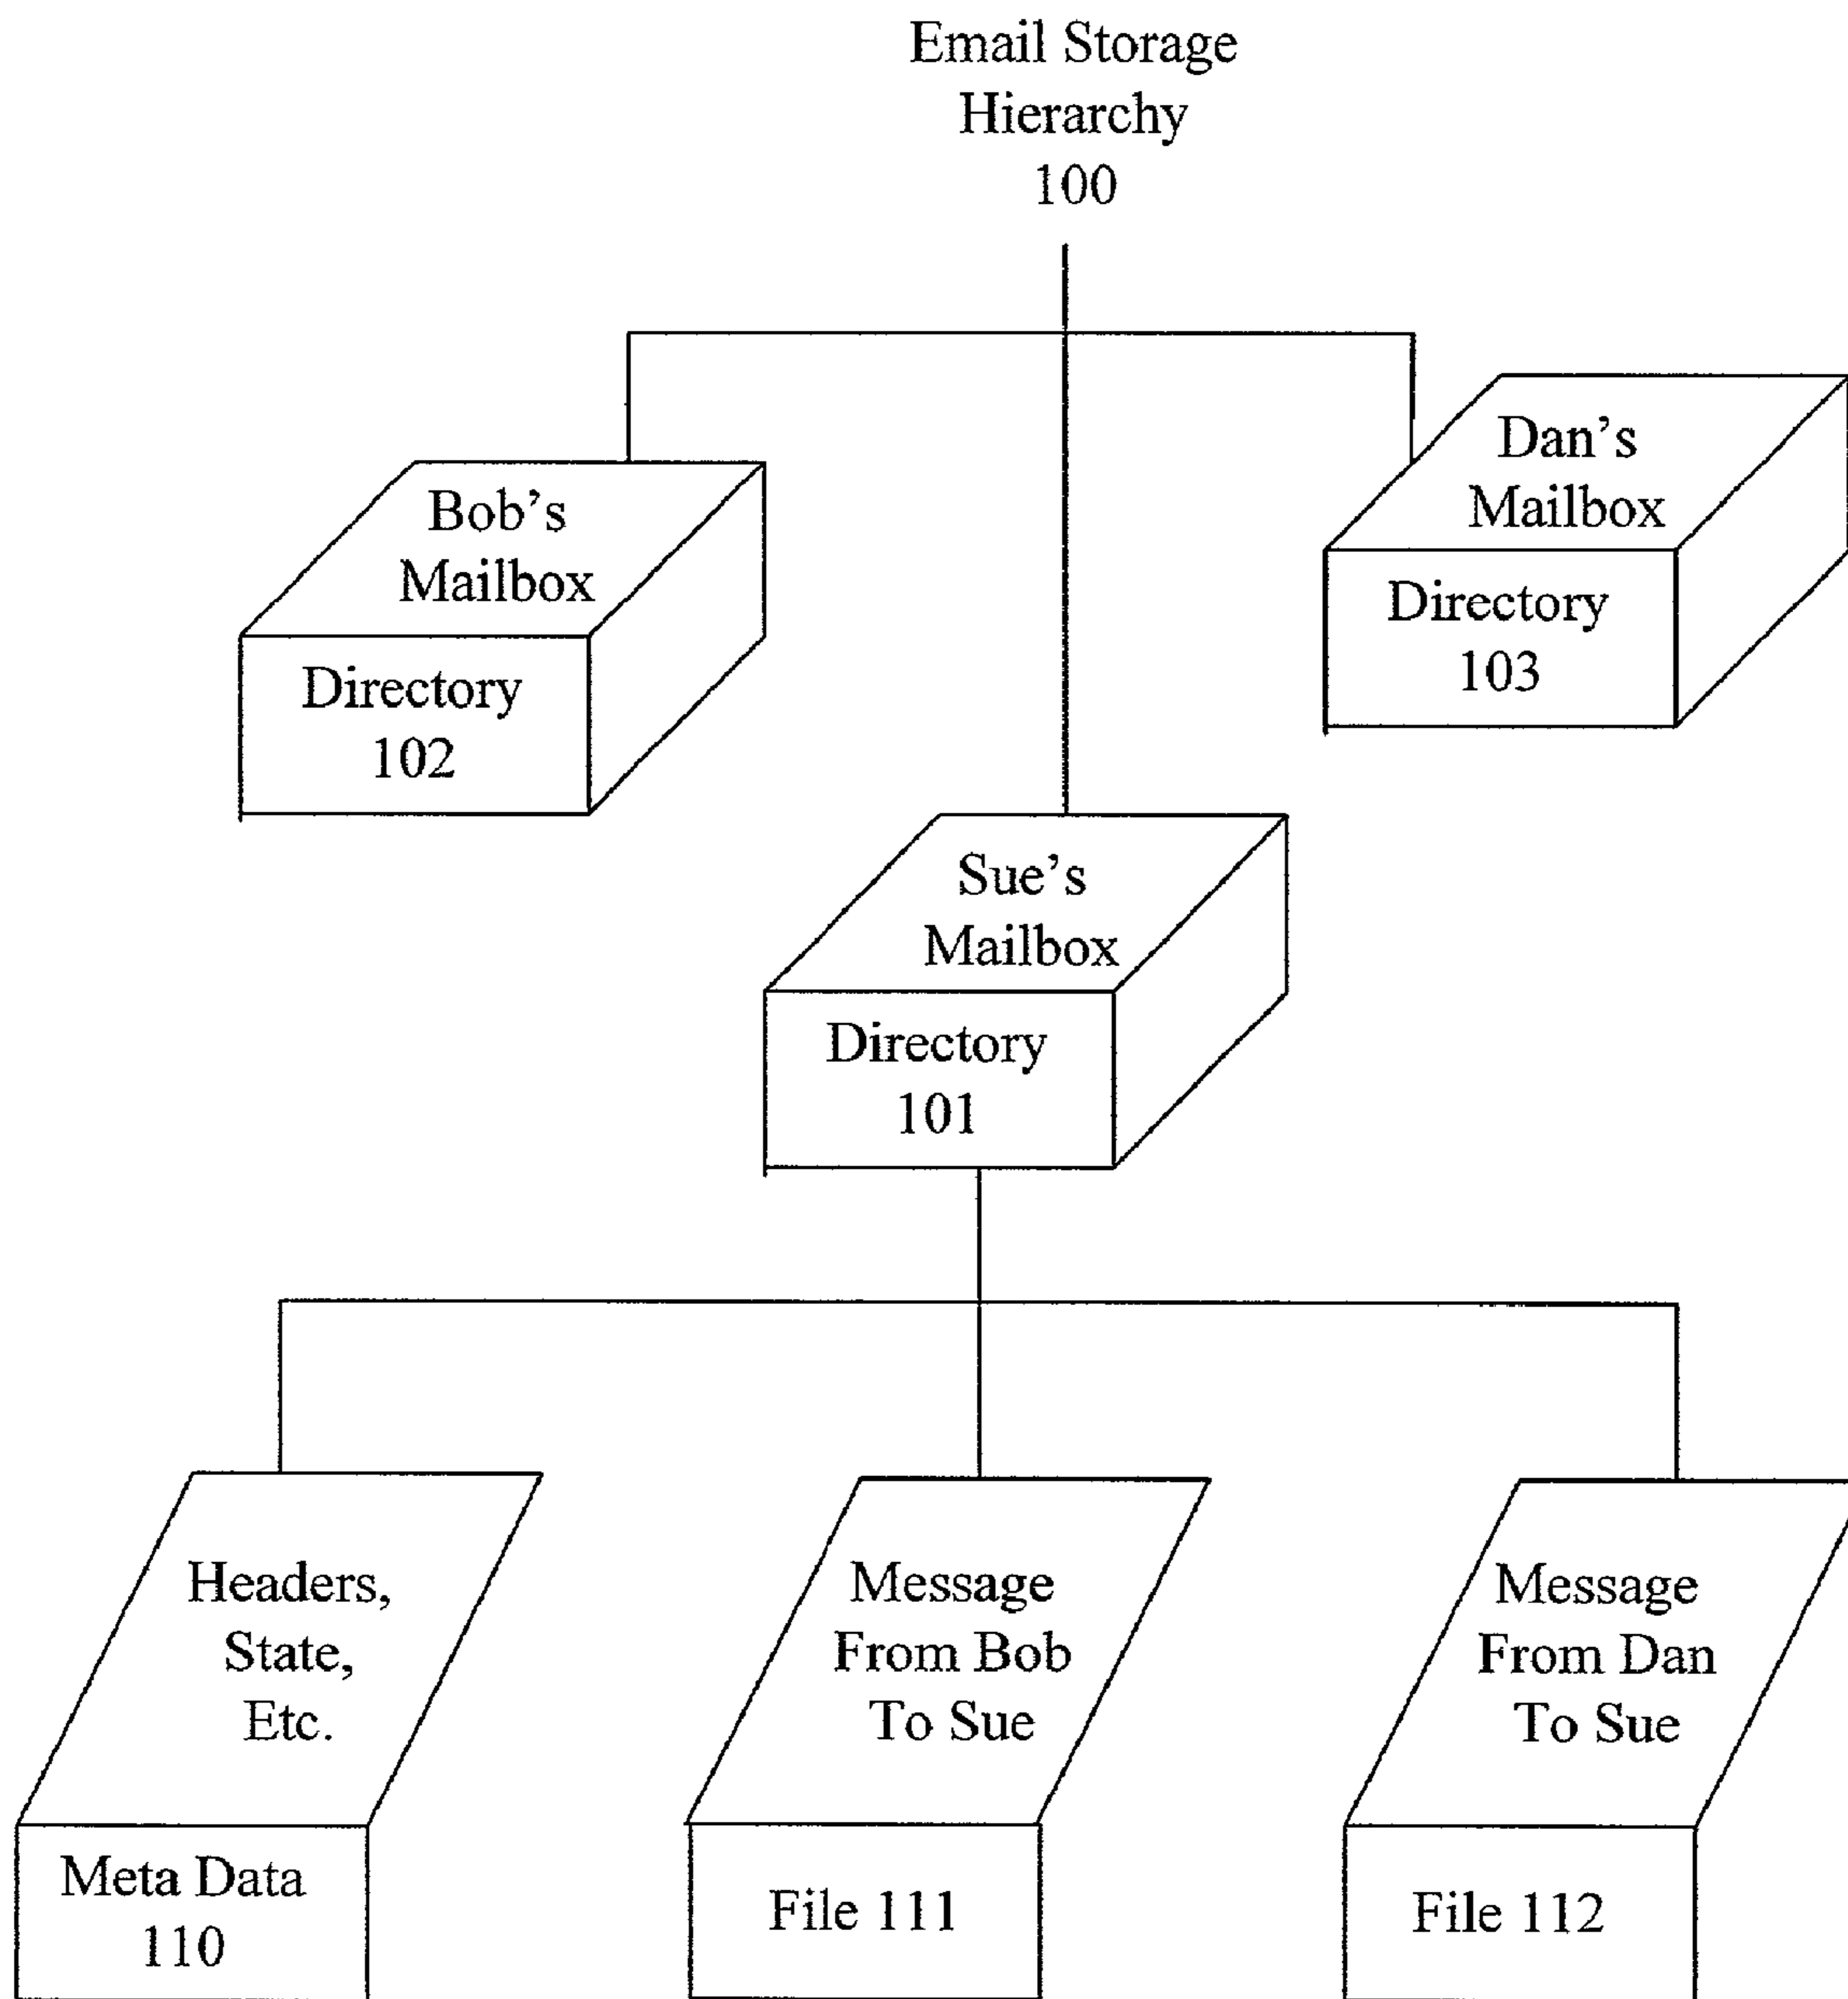 Email Storage
Hierarchy
100
Bob's
Mailbox
Directory
102
Dan's
Mailbox
Directory
103
Sue's
Mailbox
Directory
101
Headers,
State,
Etc.
Meta Data
110
Message
From Bob
To Sue
File 111
Message
From Dan
To Sue
File 112